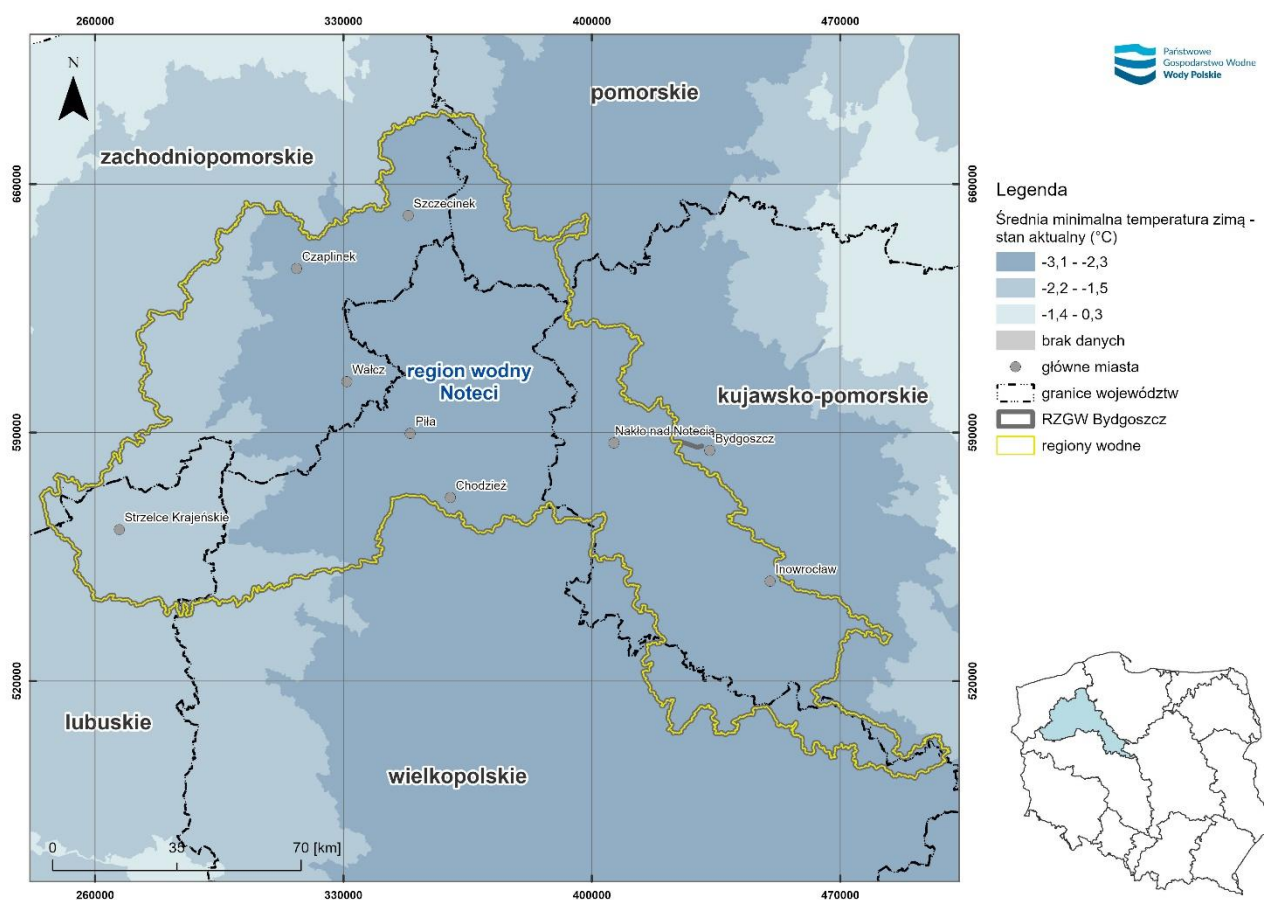 260000
330000
400000
470000
Państwowe
Gospodarstwo Wodne
Wody Polskie
N
pomorskie
zachodniopomorskie
660000
660000
Szczecinek
Czaplinek
Wałcz
region wodny
Noteci
kujawsko-pomorskie
590000
Piła
Nakło nad Notecią
Bydgoszcz
590000
Chodzież
Strzelce Krajeńskie
Inowrocław
520000
520000
lubuskie
wielkopolskie
0
35
70 [km]
260000
330000
400000
470000
Legenda
Średnia minimalna temperatura zimą -
stan aktualny (°C)
-3,1 - -2,3
-2,2 - -1,5
-1,4 - 0,3
brak danych
główne miasta
granice województw
RZGW Bydgoszcz
regiony wodne